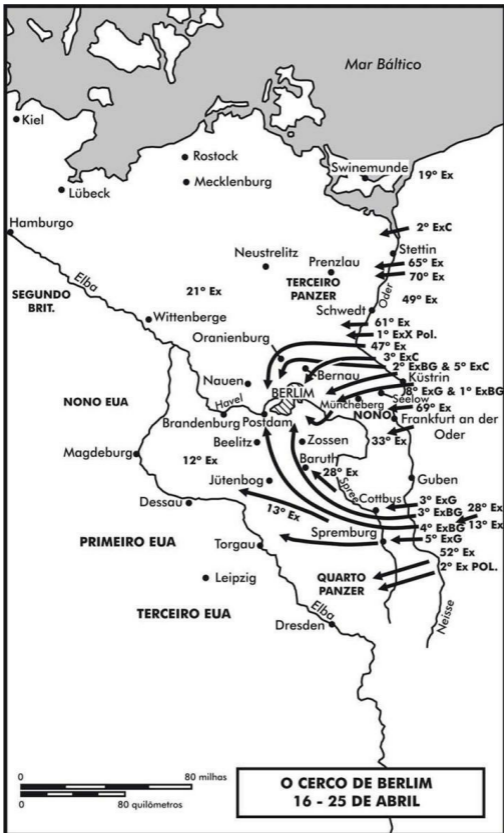 Mar Báltico
Kiel
Rostock
Swinemunde
19º Ex
Lübeck
Mecklenburg
Hamburgo
2º ExC
Stettin
Neustrelitz
Prenzlau
65º Ex
70º Ex
Elba
TERCEIRO
PANZER
SEGUNDO
BRIT.
21º Ex
Oder
49º Ex
Schwedt
Wittenberge
61º Ex
1º ExX Pol.
Oranienburg
47º Ex
3º ExC
Bernau
2º ExBG & 5º ExC
Nauen
BERLIM
Küstrin
8º ExG & 1º ExBG
Müncheberg
Seelow
NONO EUA
Havel
NONO
69º Ex
Brandenburg
Postdam
Frankfurt an der
Oder
Beelitz
Zossen
33º Ex
Magdeburg
12º Ex
Baruth
28º Ex
Spree
Guben
Jütenbog
Dessau
13º Ex
Cottbus
3º ExG
28º Ex
3º ExBG
4º ExBG
13º Ex
PRIMEIRO EUA
Spremburg
5º ExG
Torgau
52º Ex
2º Ex POL.
Leipzig
QUARTO
PANZER
TERCEIRO EUA
Elba
Neisse
Dresden
0 80 milhas
0 80 quilómetros
O CERCO DE BERLIM
16 - 25 DE ABRIL